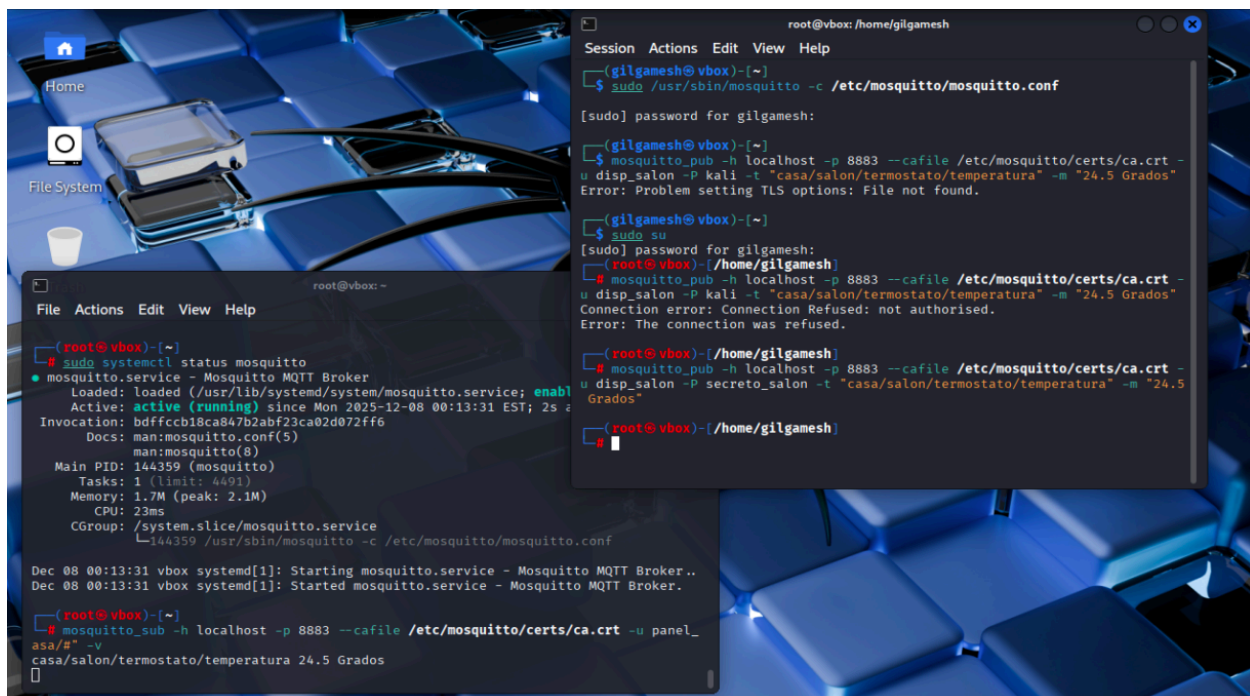 Home
File System
root@vbox: /home/gilgamesh
Session Actions Edit View Help
(gilgamesh㉿vbox)-[~]
$ sudo /usr/sbin/mosquitto -c /etc/mosquitto/mosquitto.conf
[sudo] password for gilgamesh:
(gilgamesh㉿vbox)-[~]
$ mosquitto_pub -h localhost -p 8883 --cafile /etc/mosquitto/certs/ca.crt -
u disp_salon -P kali -t "casa/salon/termostato/temperatura" -m "24.5 Grados"
Error: Problem setting TLS options: File not found.
(gilgamesh㉿vbox)-[~]
$ sudo su
[sudo] password for gilgamesh:
(root㉿vbox)-[/home/gilgamesh]
# mosquitto_pub -h localhost -p 8883 --cafile /etc/mosquitto/certs/ca.crt -
u disp_salon -P kali -t "casa/salon/termostato/temperatura" -m "24.5 Grados"
Connection error: Connection Refused: not authorised.
Error: The connection was refused.
(root㉿vbox)-[/home/gilgamesh]
# mosquitto_pub -h localhost -p 8883 --cafile /etc/mosquitto/certs/ca.crt -
u disp_salon -P secreto_salon -t "casa/salon/termostato/temperatura" -m "24.5
Grados"
(root㉿vbox)-[/home/gilgamesh]
#
root@vbox: ~
File Actions Edit View Help
(root㉿vbox)-[~]
# sudo systemctl status mosquitto
● mosquitto.service - Mosquitto MQTT Broker
Loaded: loaded (/usr/lib/systemd/system/mosquitto.service; enabl
Active: active (running) since Mon 2025-12-08 00:13:31 EST; 2s a
Invocation: bdffccb18ca847b2abf23ca02d072ff6
Docs: man:mosquitto.conf(5)
man:mosquitto(8)
Main PID: 144359 (mosquitto)
Tasks: 1 (limit: 4491)
Memory: 1.7M (peak: 2.1M)
CPU: 23ms
CGroup: /system.slice/mosquitto.service
└─144359 /usr/sbin/mosquitto -c /etc/mosquitto/mosquitto.conf
Dec 08 00:13:31 vbox systemd[1]: Starting mosquitto.service - Mosquitto MQTT Broker..
Dec 08 00:13:31 vbox systemd[1]: Started mosquitto.service - Mosquitto MQTT Broker.
(root㉿vbox)-[~]
# mosquitto_sub -h localhost -p 8883 --cafile /etc/mosquitto/certs/ca.crt -u panel_
asa/#" -v
casa/salon/termostato/temperatura 24.5 Grados